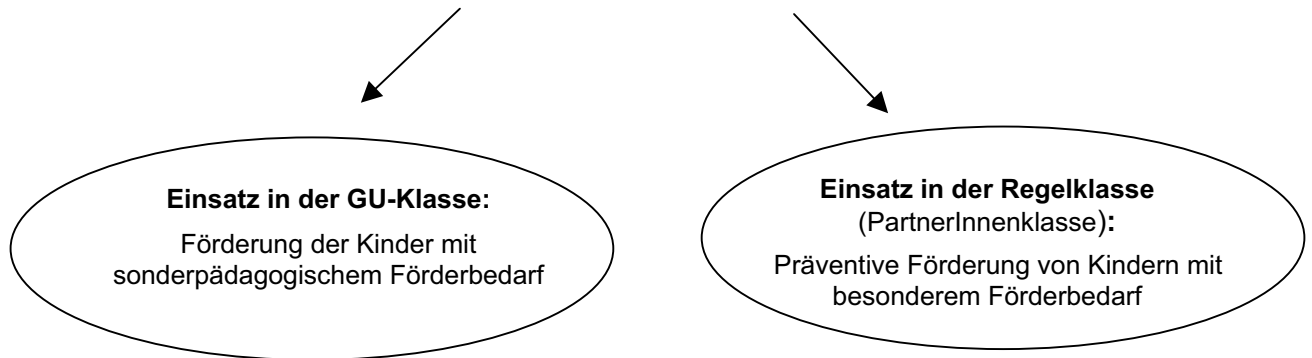 Einsatz in der GU-Klasse:
Förderung der Kinder mit
sonderpädagogischem Förderbedarf
Einsatz in der Regelklasse
(PartnerInnenklasse):
Präventive Förderung von Kindern mit
besonderem Förderbedarf